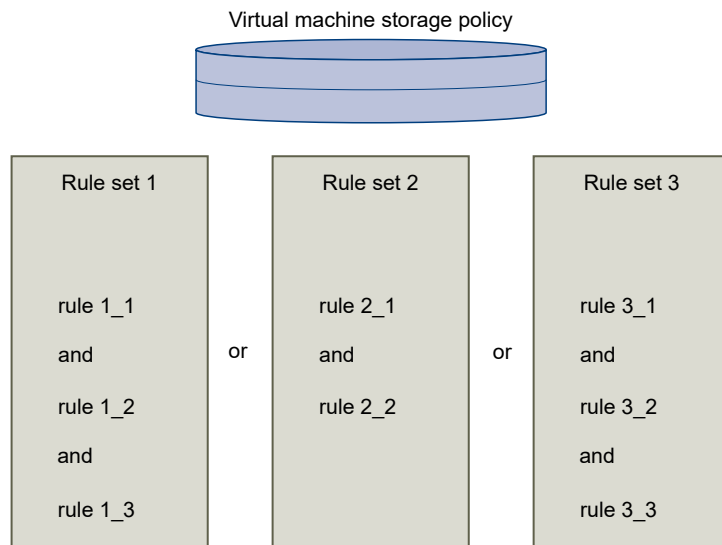 Virtual machine storage policy
Rule set 1
rule 1_1
and
rule 1_2
and
rule 1_3
or
Rule set 2
rule 2_1
and
rule 2_2
or
Rule set 3
rule 3_1
and
rule 3_2
and
rule 3_3